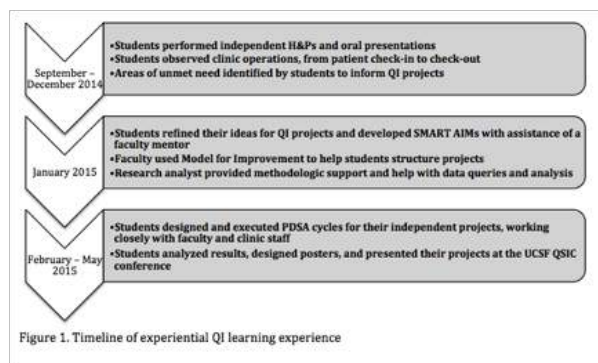 September –
December 2014
•Students performed independent H&Ps and oral presentations
•Students observed clinic operations, from patient check-in to check-out
•Areas of unmet need identified by students to inform QI projects
January 2015
•Students refined their ideas for QI projects and developed SMART AIMs with assistance of a
faculty mentor
•Faculty used Model for Improvement to help students structure projects
•Research analyst provided methodologic support and help with data queries and analysis
February – May
2015
•Students designed and executed PDSA cycles for their independent projects, working
closely with faculty and clinic staff
•Students analyzed results, designed posters, and presented their projects at the UCSF QSIC
conference
Figure 1. Timeline of experiential QI learning experience